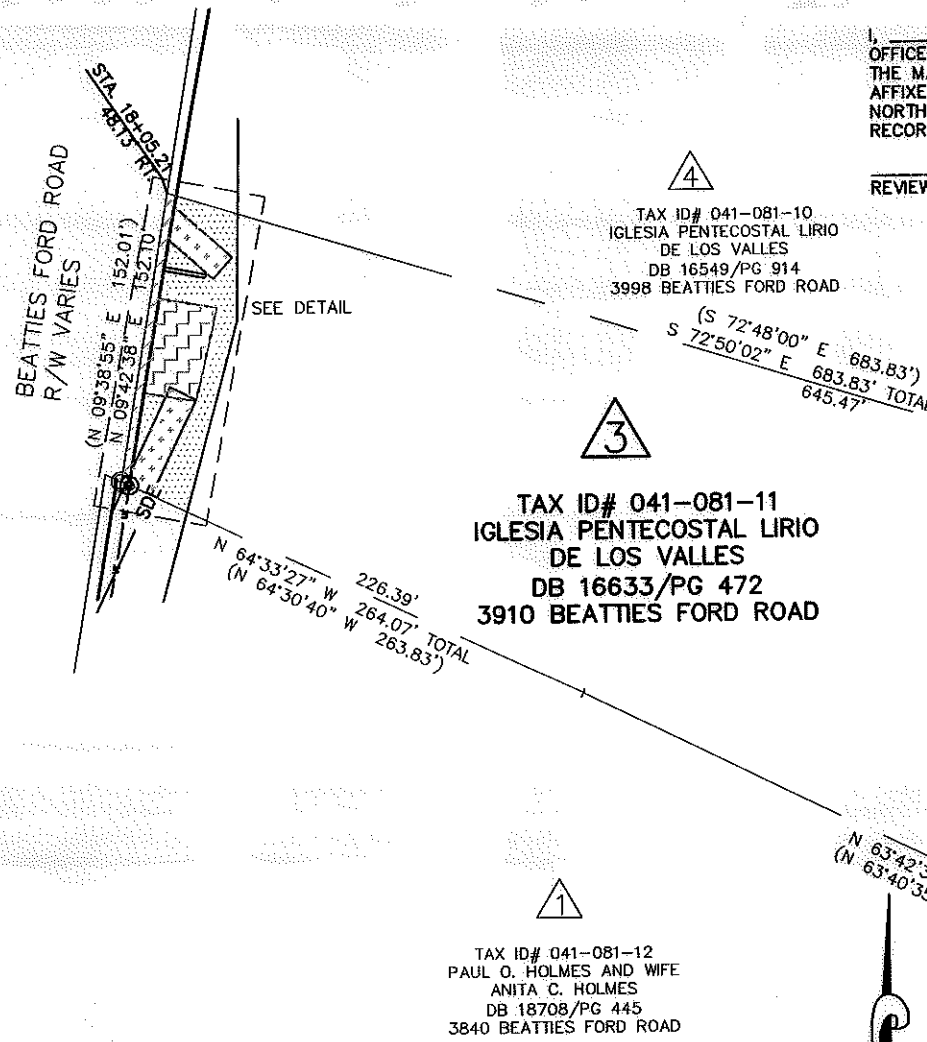 I,
OFFICE
THE MA
AFFIXE
NORTH
RECOR
REVIEW
STA. 18+05.21
48.13 RT.
BEATTIES FORD ROAD
R/W VARIES
(N 09°38'55" E 152.01')
N 09°42'38" E 152.10'
SEE DETAIL
4
TAX ID# 041-081-10
IGLESIA PENTECOSTAL LIRIO
DE LOS VALLES
DB 16549/PG 914
3998 BEATTIES FORD ROAD
(S 72°48'00" E 683.83')
S 72°50'02" E 683.83' TOTAL
645.47'
3
TAX ID# 041-081-11
IGLESIA PENTECOSTAL LIRIO
DE LOS VALLES
DB 16633/PG 472
3910 BEATTIES FORD ROAD
SDE
226.39'
N 64°33'27" W 264.07' TOTAL
(N 64°30'40" W 263.83')
N 63°42'3
(N 63°40'35
1
TAX ID# 041-081-12
PAUL O. HOLMES AND WIFE
ANITA C. HOLMES
DB 18708/PG 445
3840 BEATTIES FORD ROAD